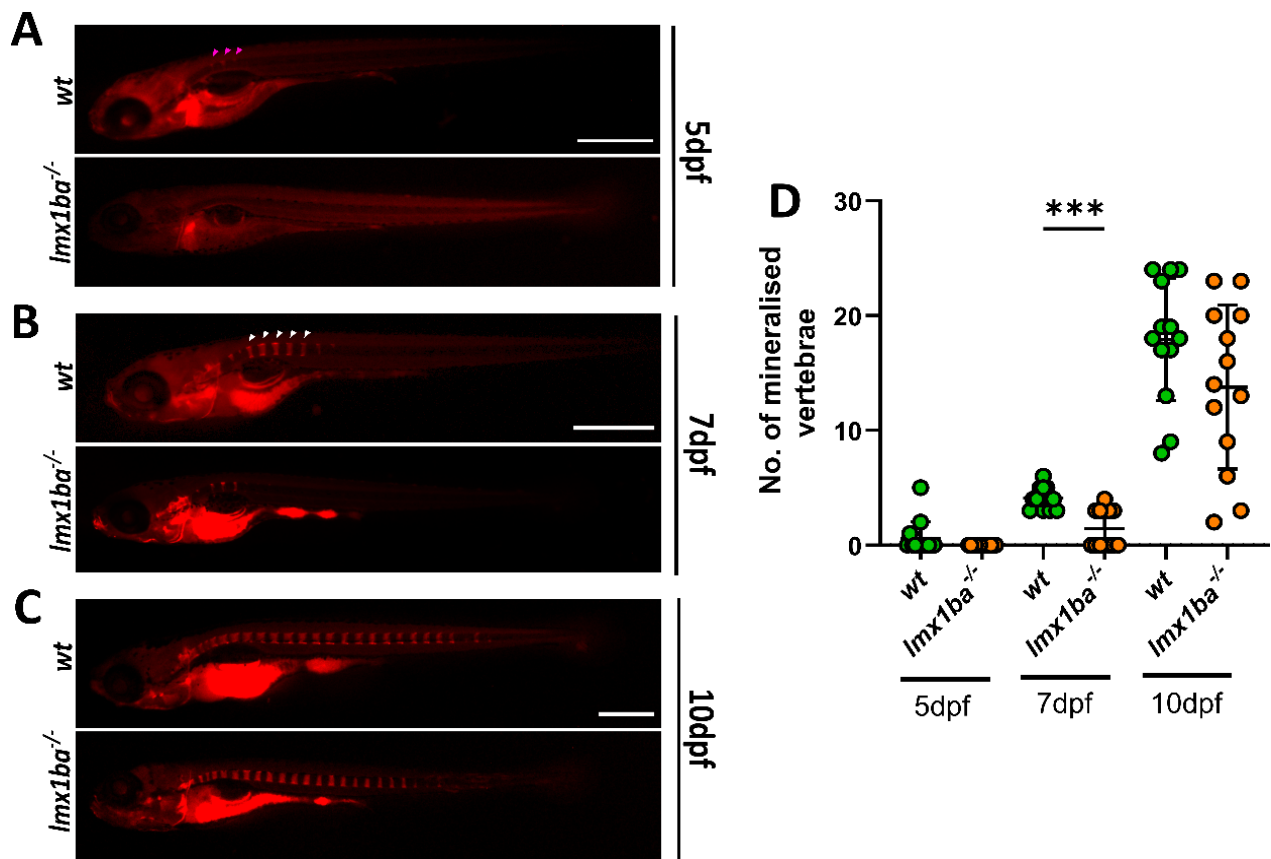 A
wt
lmx1ba-/-
5dpf
B
wt
lmx1ba-/-
7dpf
C
wt
lmx1ba-/-
10dpf
D
No. of mineralised
vertebrae
30
20
10
0
***
wt
lmx1ba-/-
wt
lmx1ba-/-
wt
lmx1ba-/-
5dpf
7dpf
10dpf